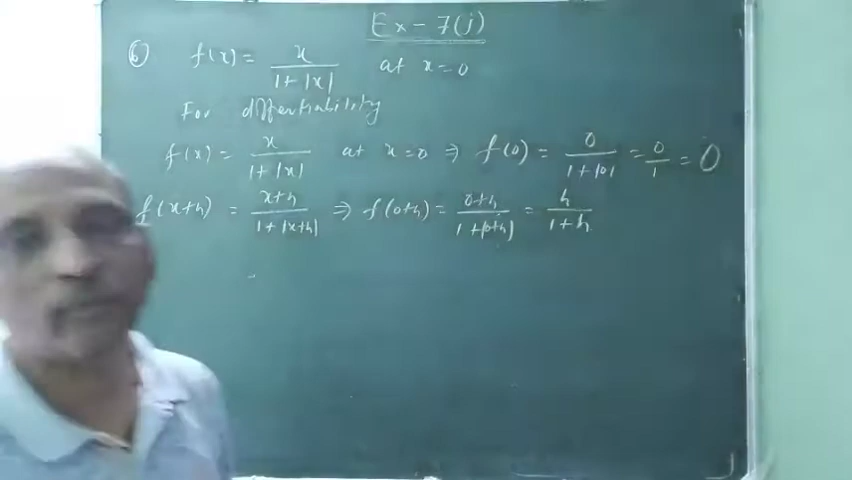 Ex - 7(j)
⑥ f(x) = x / 1+|x| at x=0
For differentiability
f(x) = x / 1+|x| at x=0 ⇒ f(0) = 0 / 1+|0| = 0/1 = 0
f(x+h) = x+h / 1+|x+h| ⇒ f(0+h) = 0+h / 1+|0+h| = h / 1+h